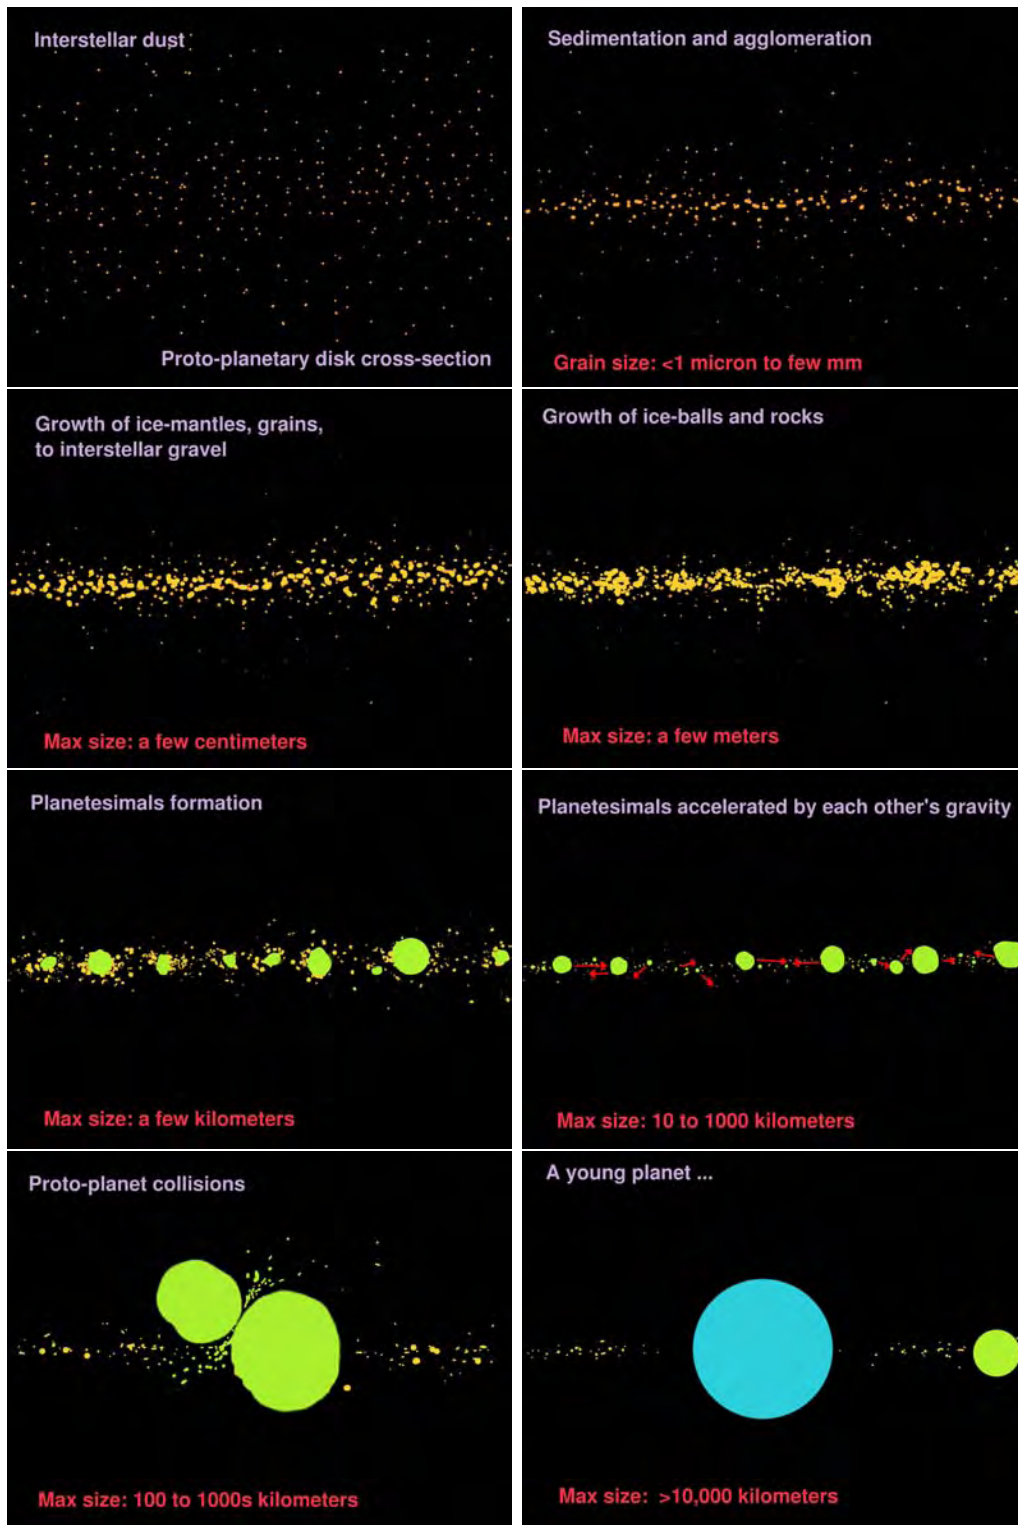 Interstellar dust
Proto-planetary disk cross-section
Sedimentation and agglomeration
Grain size: <1 micron to few mm
Growth of ice-mantles, grains,
to interstellar gravel
Max size: a few centimeters
Growth of ice-balls and rocks
Max size: a few meters
Planetesimals formation
Max size: a few kilometers
Planetesimals accelerated by each other's gravity
Max size: 10 to 1000 kilometers
Proto-planet collisions
Max size: 100 to 1000s kilometers
A young planet ...
Max size: >10,000 kilometers